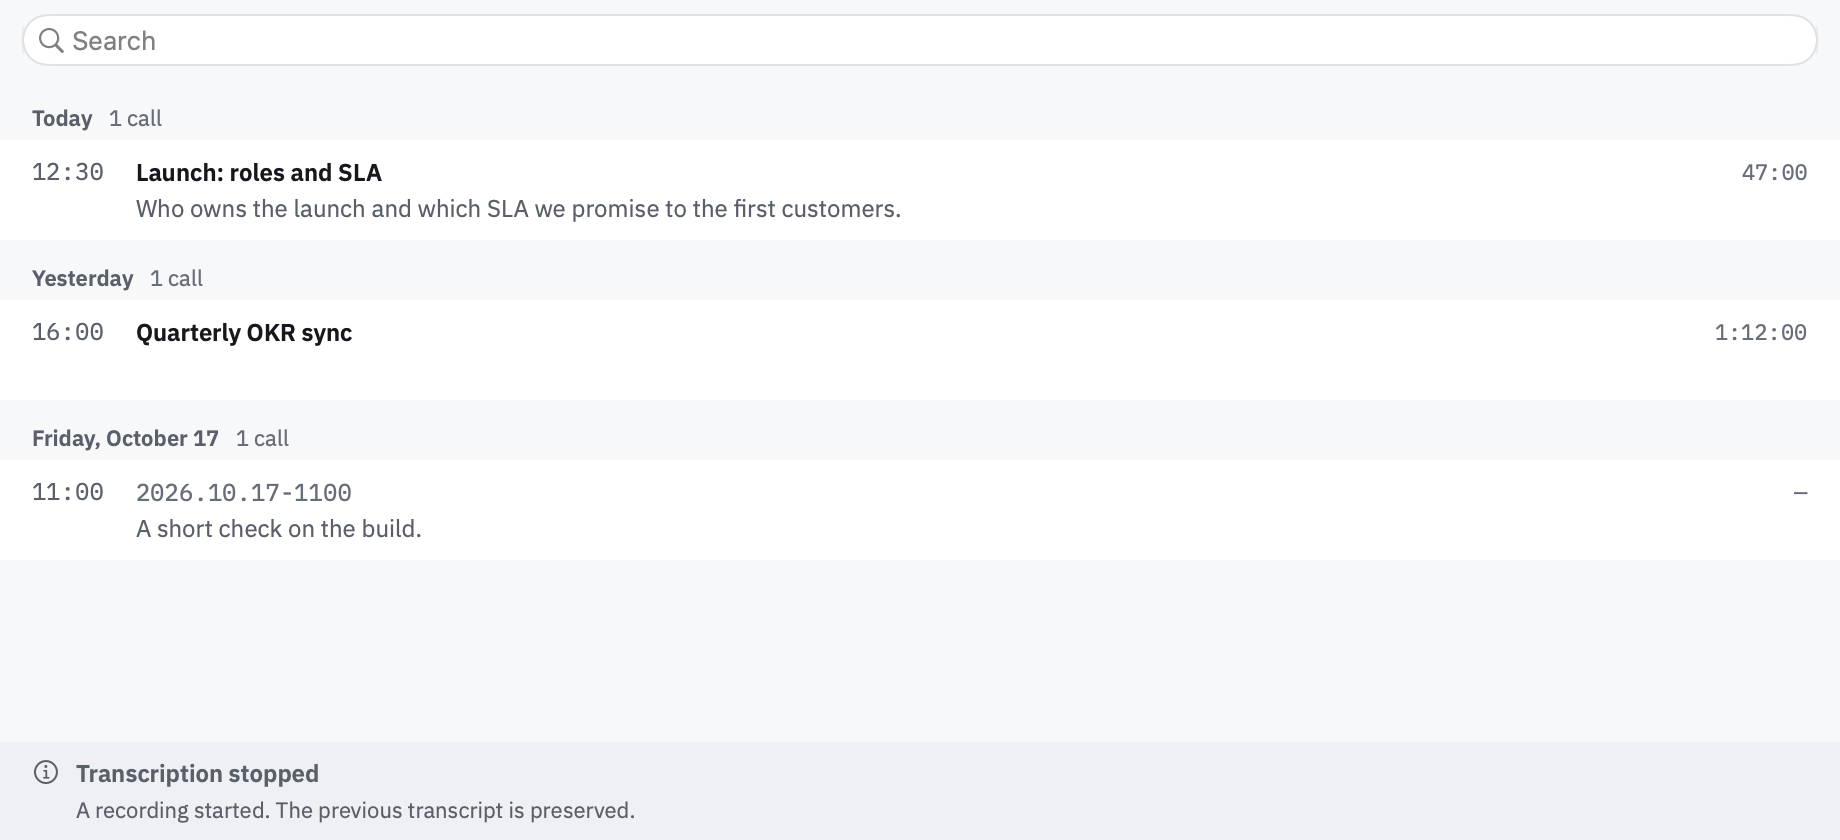 Search
Today 1 call
12:30 Launch: roles and SLA 47:00
Who owns the launch and which SLA we promise to the first customers.
Yesterday 1 call
16:00 Quarterly OKR sync 1:12:00
Friday, October 17 1 call
11:00 2026.10.17-1100 –
A short check on the build.
Transcription stopped
A recording started. The previous transcript is preserved.